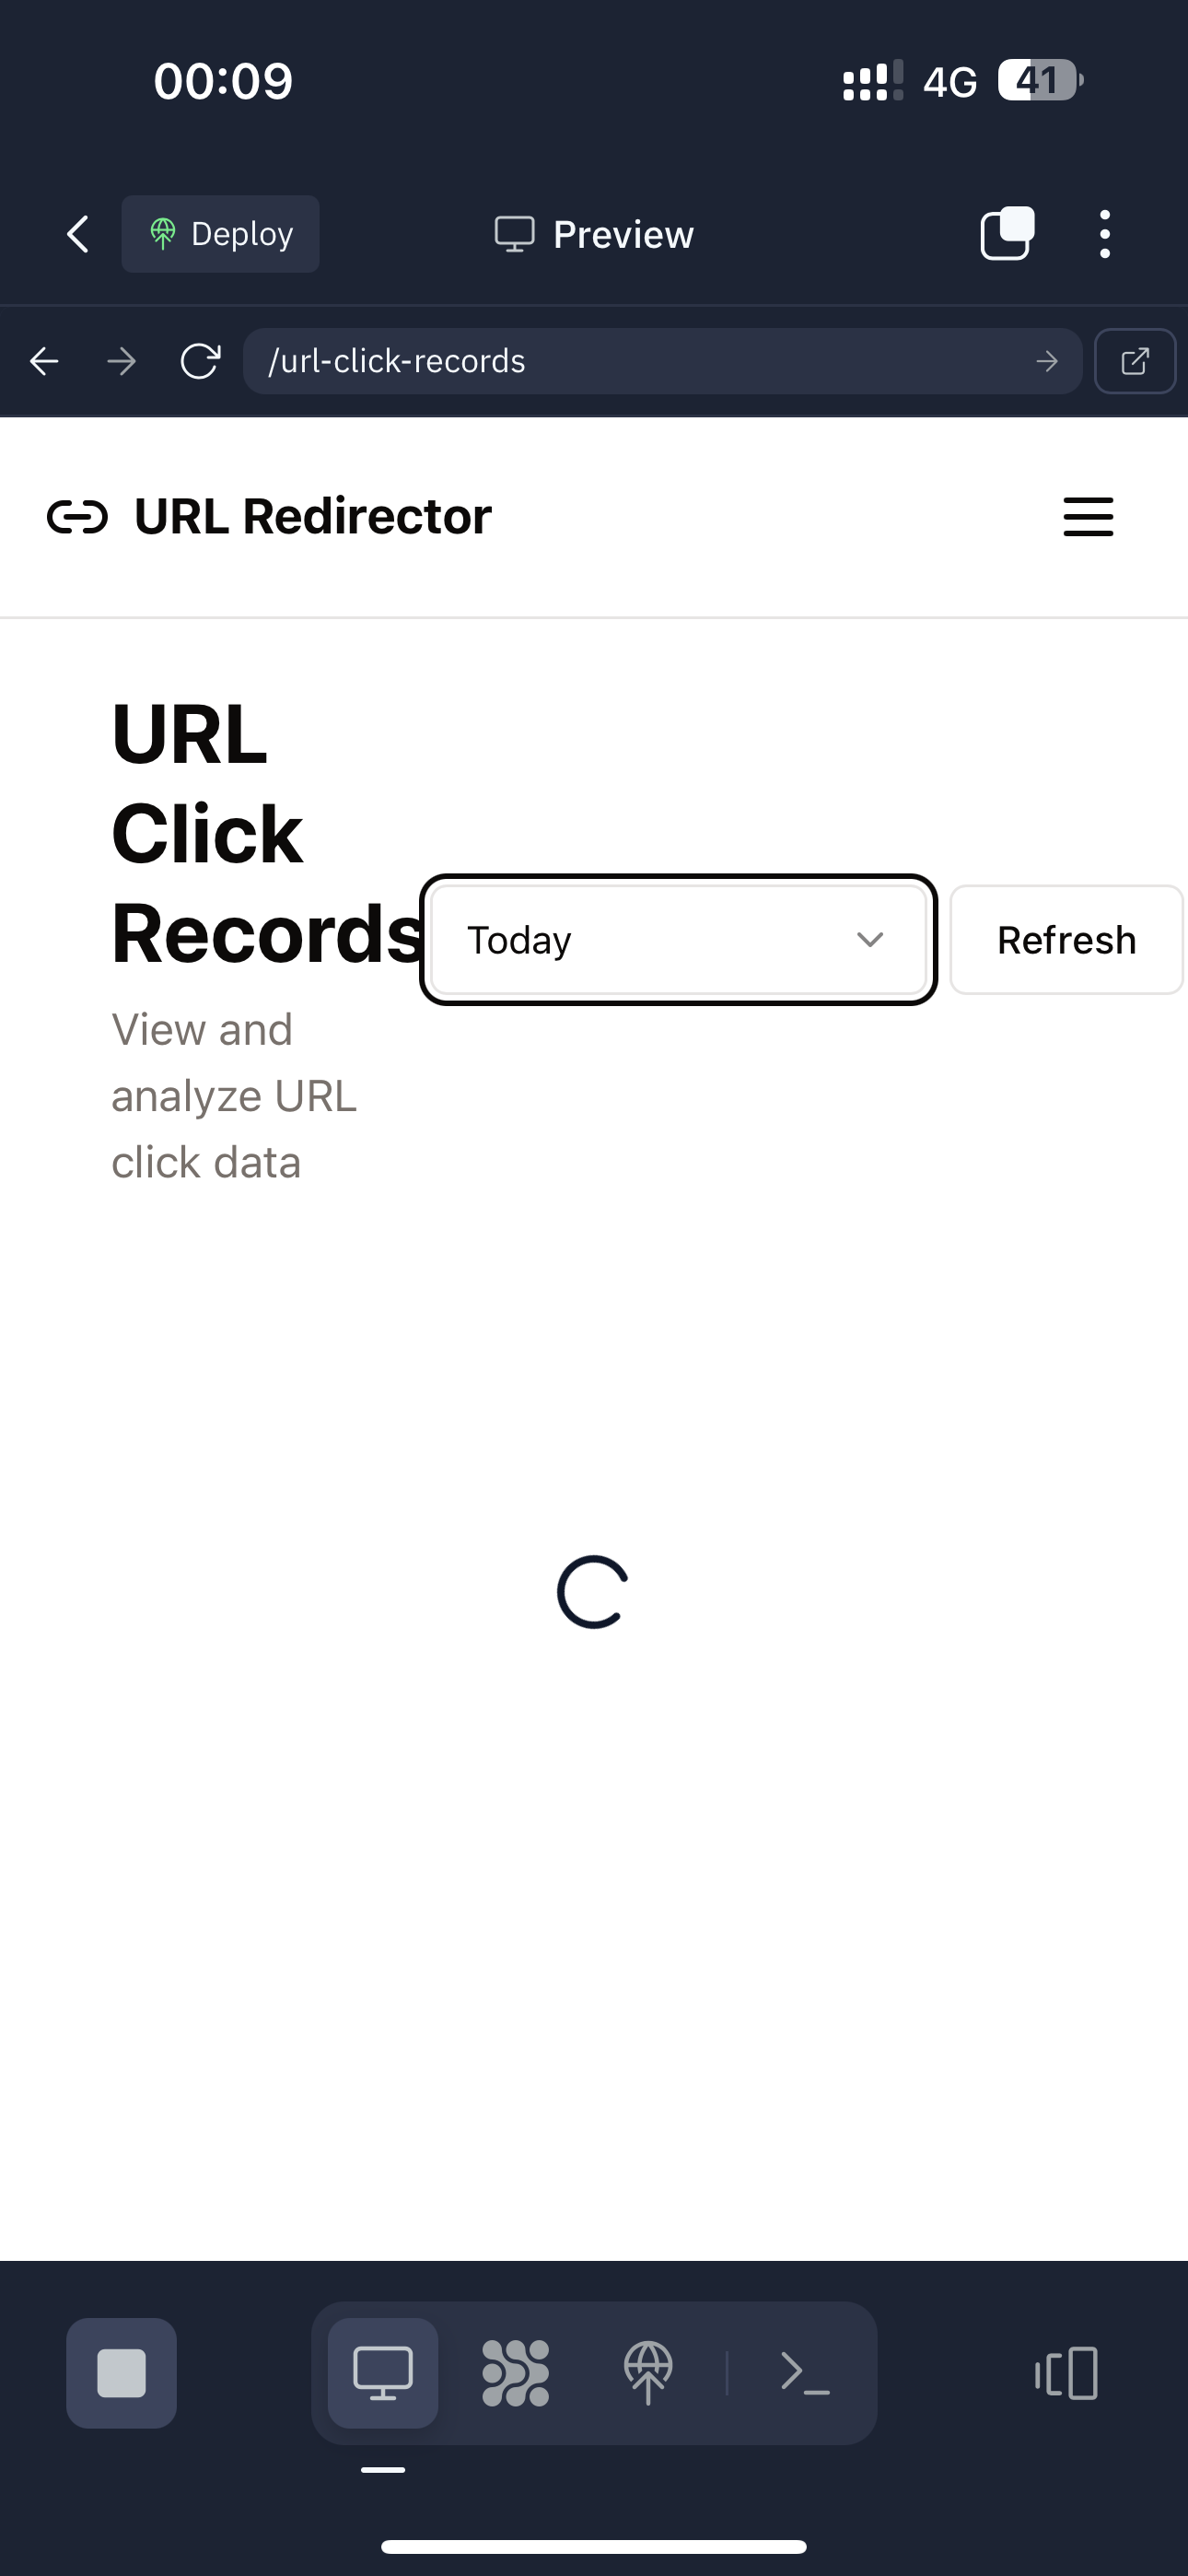 00:09
4G
41
Deploy
Preview
/url-click-records
URL Redirector
URL
Click
Records
Today
Refresh
View and
analyze URL
click data